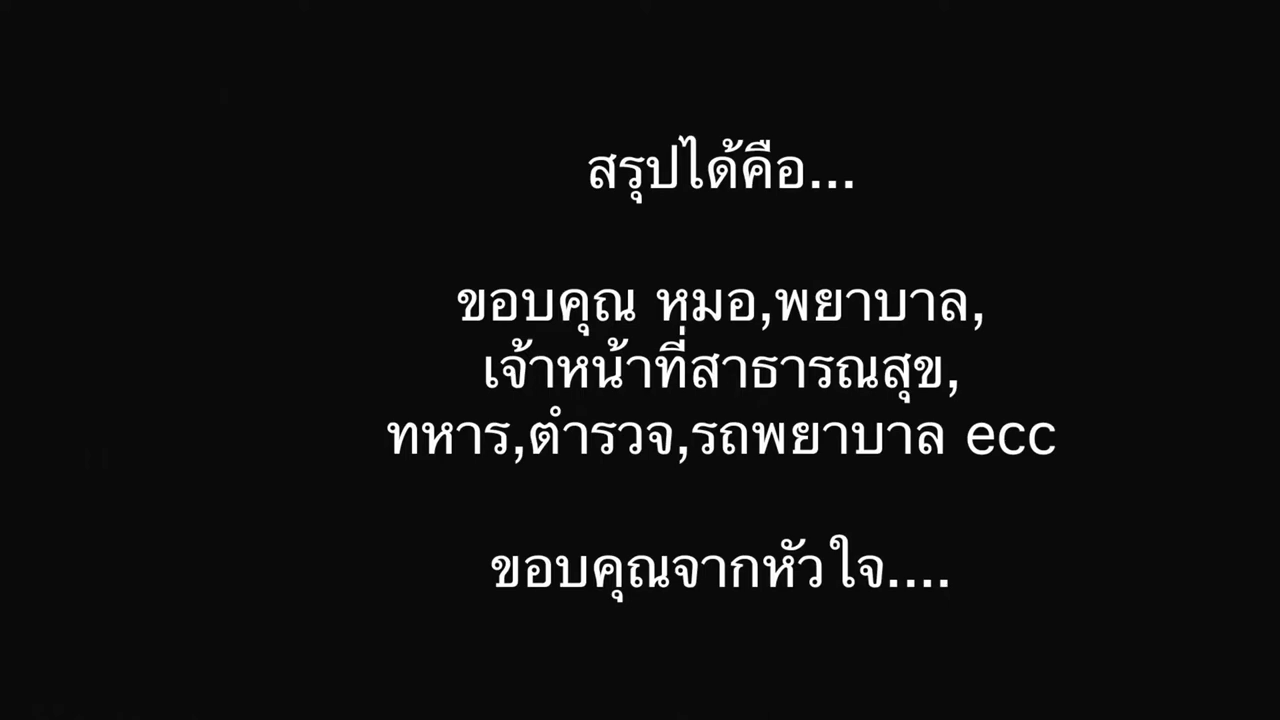 สรุปได้คือ...
ขอบคุณ หมอ,พยาบาล,
เจ้าหน้าที่สาธารณสุข,
ทหาร,ตำรวจ,รถพยาบาล ecc
ขอบคุณจากหัวใจ....